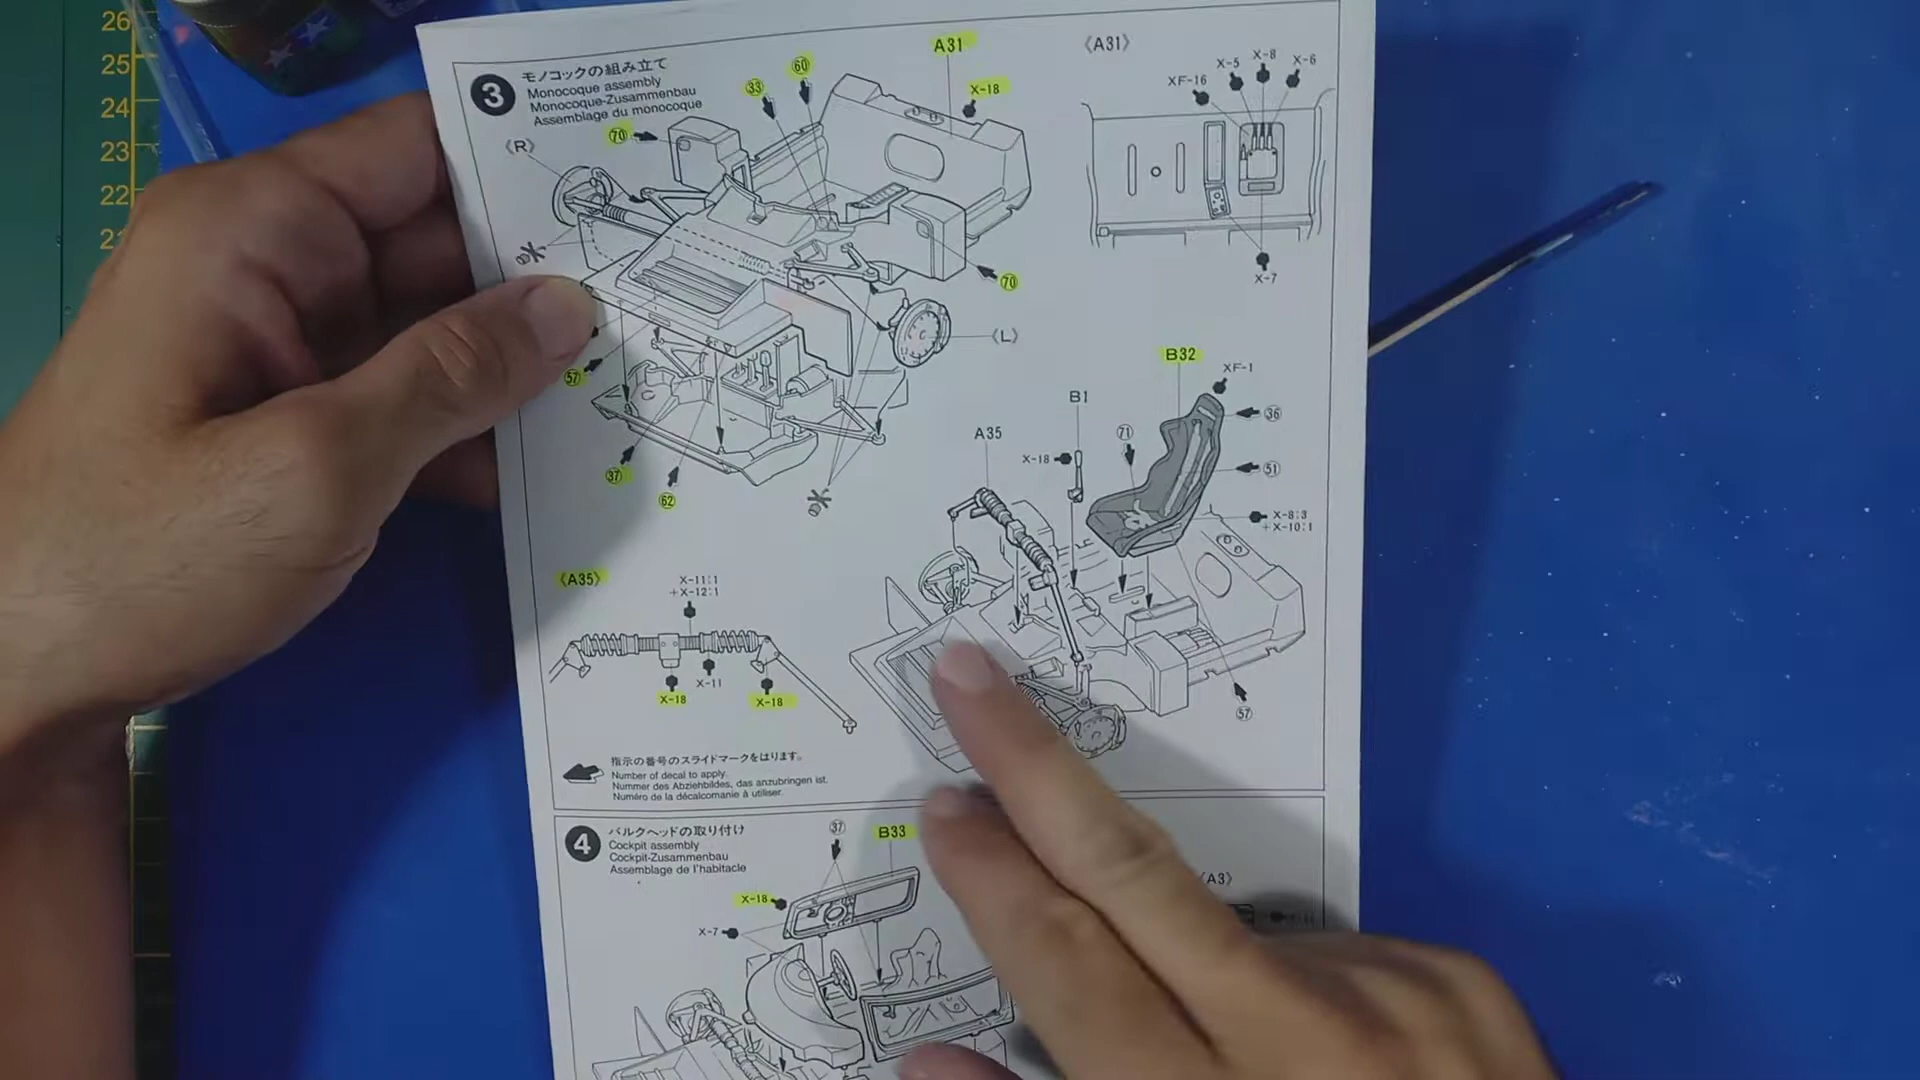 26
25
24
23
22
21
3
モノコックの組み立て
Monocoque assembly
Monocoque-Zusammenbau
Assemblage du monocoque
《R》
70
33
60
A31
X-18
70
《L》
57
37
62
《A31》
XF-16
X-5
X-8
X-6
X-7
B32
XF-1
36
51
71
X-8:3
+X-10:1
B1
X-18
A35
57
《A35》
X-11:1
+X-12:1
X-18
X-11
X-18
指示の番号のスライドマークをはります。
Number of decal to apply.
Nummer des Abziehbildes, das anzubringen ist.
Numéro de la décalcomanie à utiliser.
4
バルクヘッドの取り付け
Cockpit assembly
Cockpit-Zusammenbau
Assemblage de l'habitacle
37
B33
X-18
X-7
《A3》